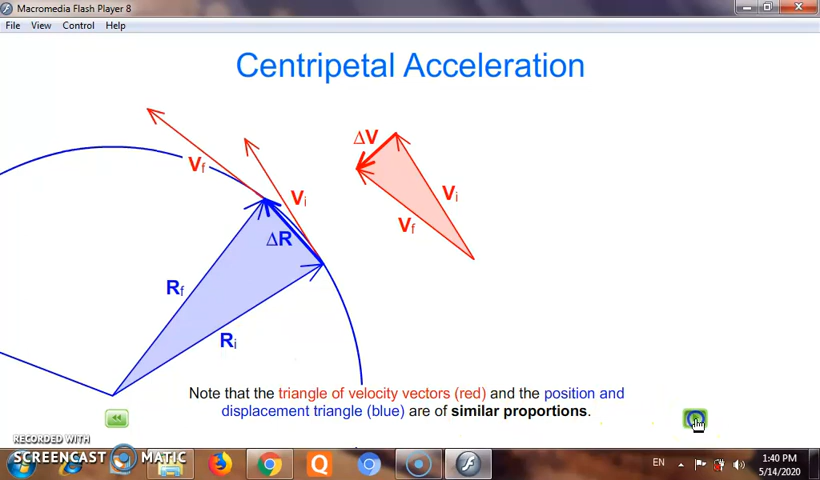 Macromedia Flash Player 8
File View Control Help
Centripetal Acceleration
ΔV
Vf
Vi
Vi
ΔR
Vf
Rf
Ri
Note that the triangle of velocity vectors (red) and the position and
displacement triangle (blue) are of similar proportions.
RECORDED WITH
SCREENCAST MATIC
EN
1:40 PM
5/14/2020